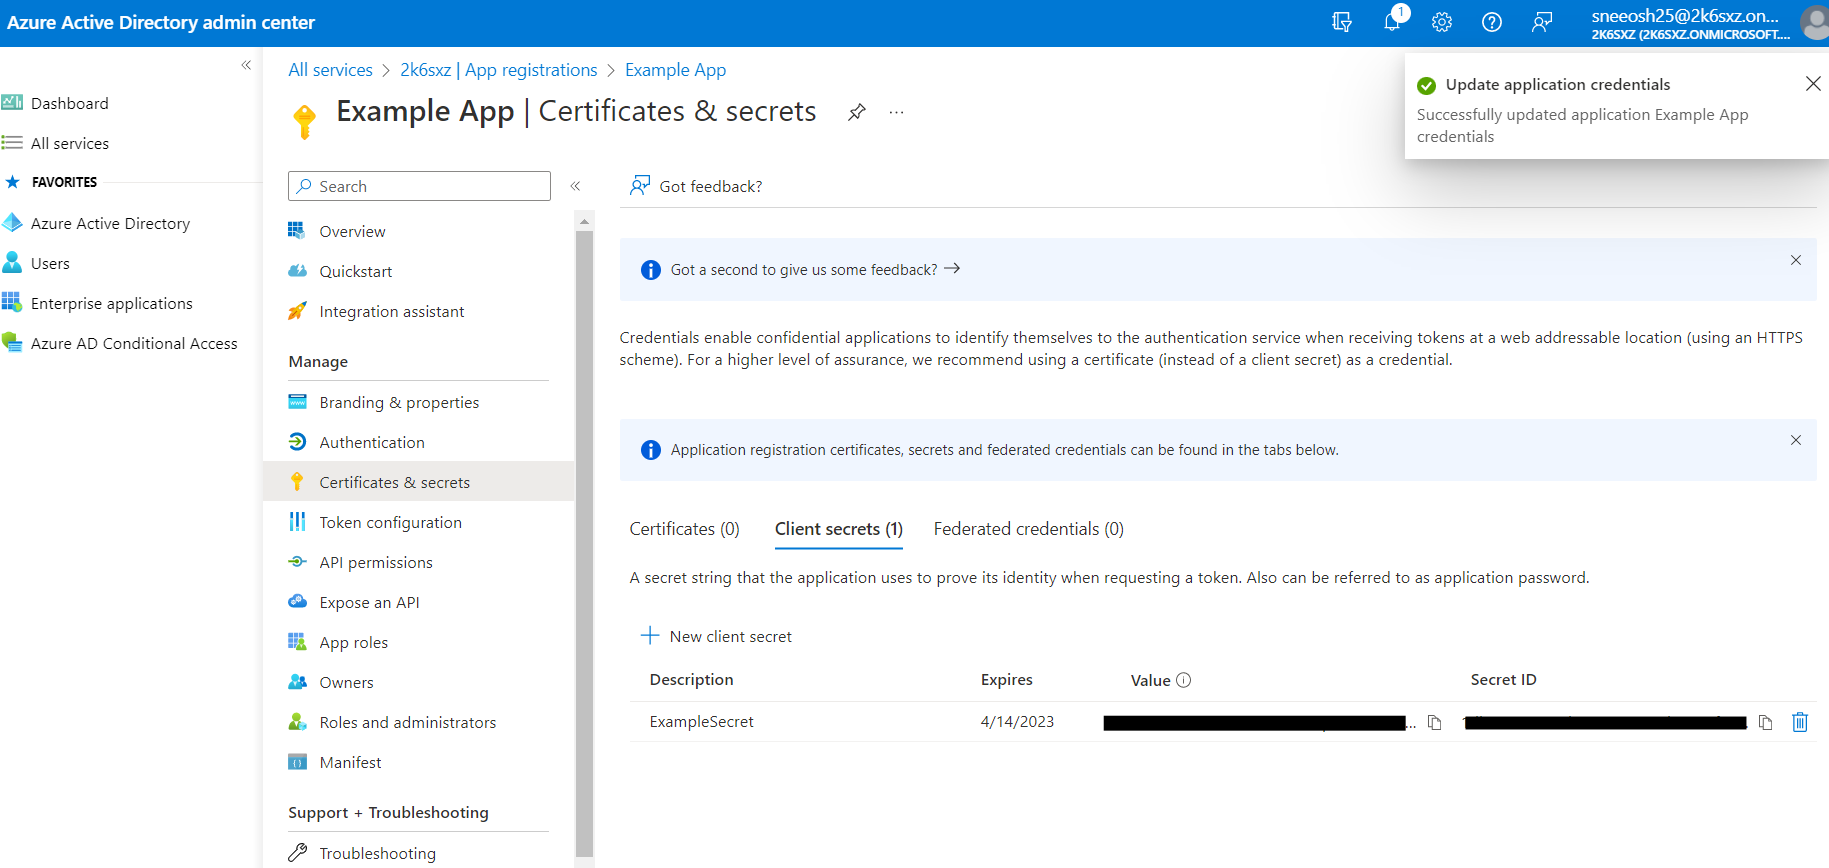 Azure Active Directory admin center
1
sneeosh25@2k6sxz.on...
2K6SXZ (2K6SXZ.ONMICROSOFT....
Dashboard
All services
FAVORITES
Azure Active Directory
Users
Enterprise applications
Azure AD Conditional Access
All services > 2k6sxz | App registrations > Example App
Example App | Certificates & secrets
...
Update application credentials
Successfully updated application Example App
credentials
Search
Overview
Quickstart
Integration assistant
Manage
Branding & properties
Authentication
Certificates & secrets
Token configuration
API permissions
Expose an API
App roles
Owners
Roles and administrators
Manifest
Support + Troubleshooting
Troubleshooting
Got feedback?
Got a second to give us some feedback? →
Credentials enable confidential applications to identify themselves to the authentication service when receiving tokens at a web addressable location (using an HTTPS
scheme). For a higher level of assurance, we recommend using a certificate (instead of a client secret) as a credential.
Application registration certificates, secrets and federated credentials can be found in the tabs below.
Certificates (0) Client secrets (1) Federated credentials (0)
A secret string that the application uses to prove its identity when requesting a token. Also can be referred to as application password.
New client secret
Description Expires Value Secret ID
ExampleSecret 4/14/2023 ...